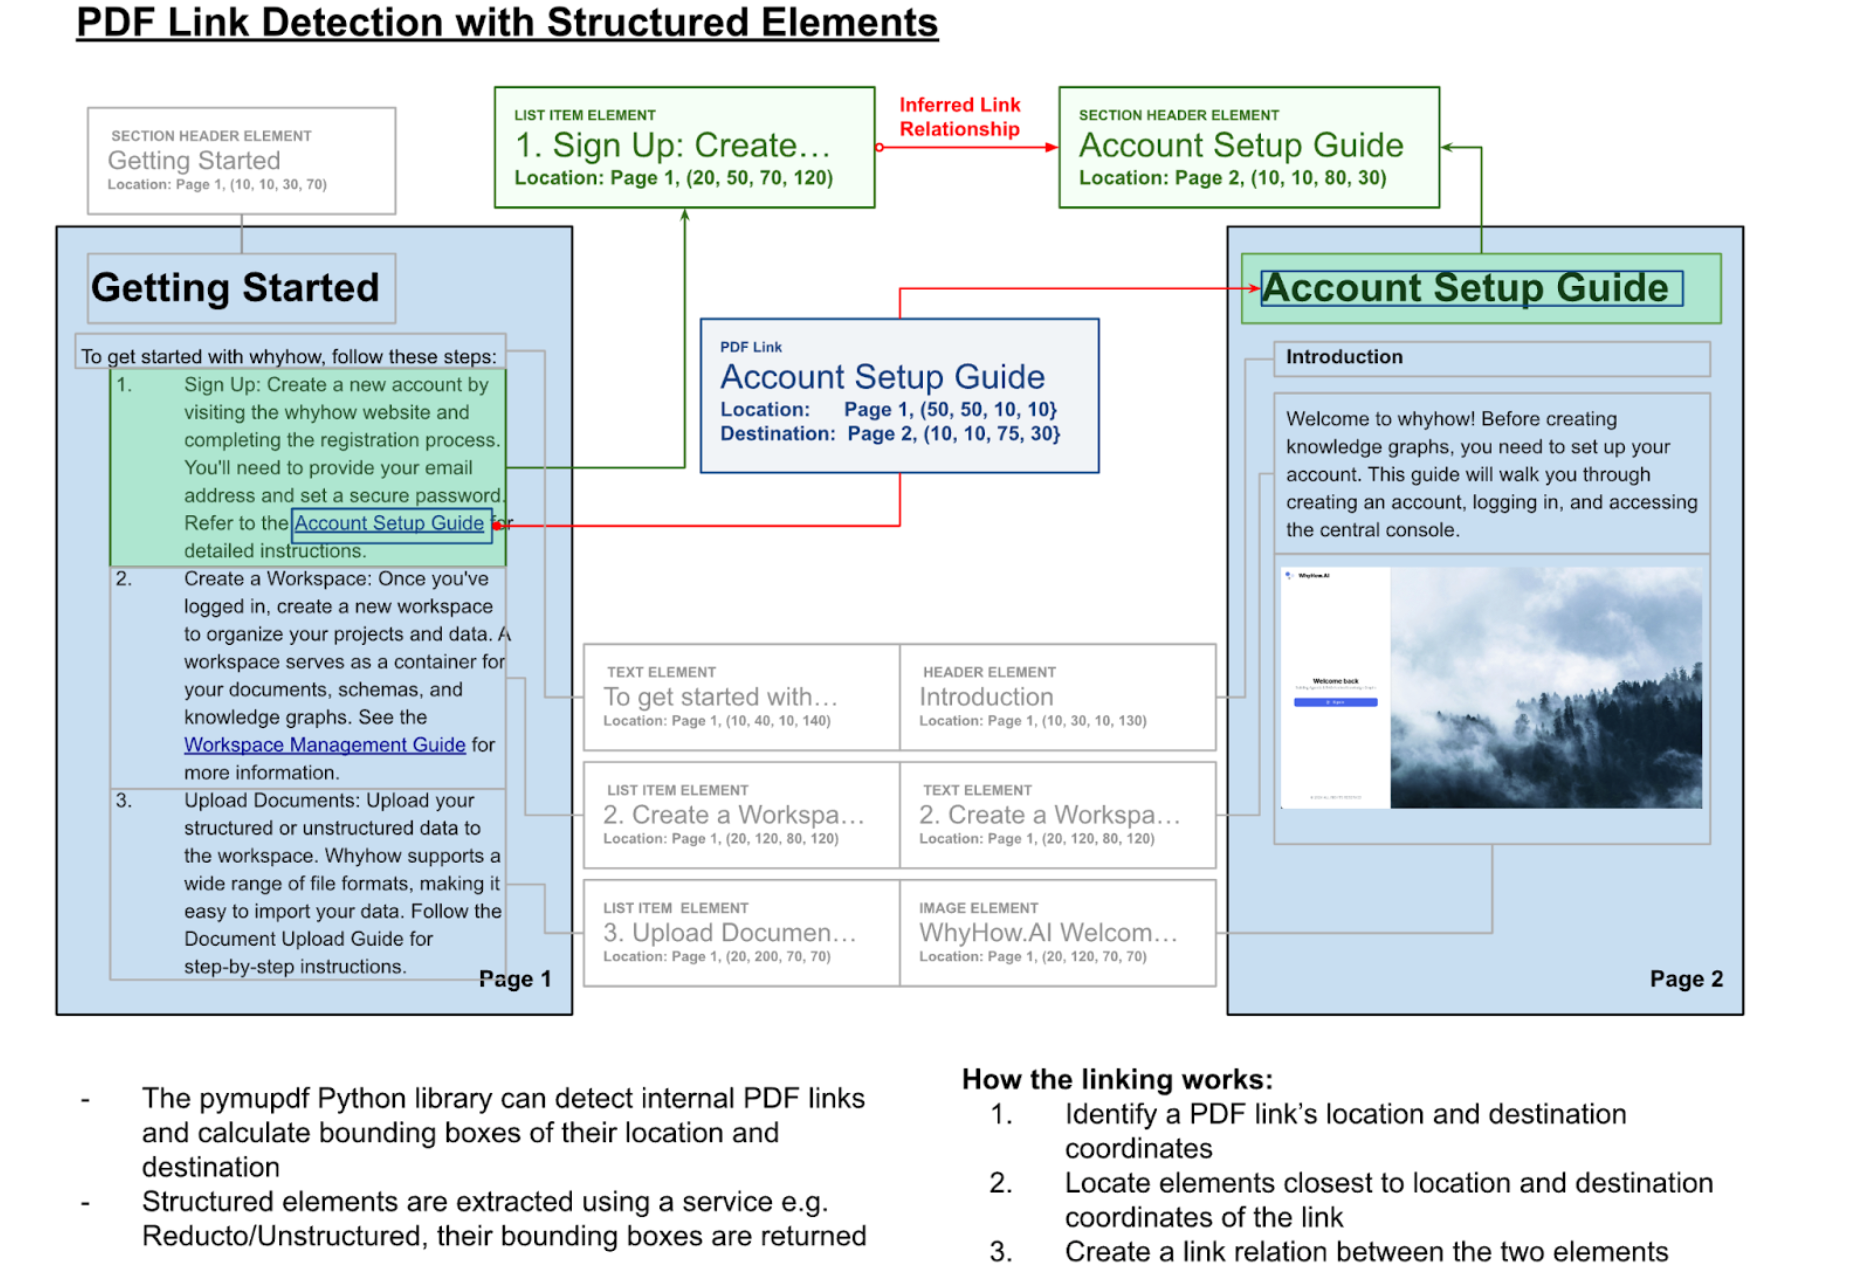 PDF Link Detection with Structured Elements
SECTION HEADER ELEMENT
Getting Started
Location: Page 1, (10, 10, 30, 70)
LIST ITEM ELEMENT
1. Sign Up: Create…
Location: Page 1, (20, 50, 70, 120)
Inferred Link
Relationship
SECTION HEADER ELEMENT
Account Setup Guide
Location: Page 2, (10, 10, 80, 30)
Getting Started
To get started with whyhow, follow these steps:
1. Sign Up: Create a new account by
visiting the whyhow website and
completing the registration process.
You'll need to provide your email
address and set a secure password.
Refer to the Account Setup Guide for
detailed instructions.
2. Create a Workspace: Once you've
logged in, create a new workspace
to organize your projects and data. A
workspace serves as a container for
your documents, schemas, and
knowledge graphs. See the
Workspace Management Guide for
more information.
3. Upload Documents: Upload your
structured or unstructured data to
the workspace. Whyhow supports a
wide range of file formats, making it
easy to import your data. Follow the
Document Upload Guide for
step-by-step instructions.
Page 1
PDF Link
Account Setup Guide
Location: Page 1, (50, 50, 10, 10}
Destination: Page 2, (10, 10, 75, 30}
TEXT ELEMENT
To get started with…
Location: Page 1, (10, 40, 10, 140)
HEADER ELEMENT
Introduction
Location: Page 1, (10, 30, 10, 130)
LIST ITEM ELEMENT
2. Create a Workspa…
Location: Page 1, (20, 120, 80, 120)
TEXT ELEMENT
2. Create a Workspa…
Location: Page 1, (20, 120, 80, 120)
LIST ITEM ELEMENT
3. Upload Documen…
Location: Page 1, (20, 200, 70, 70)
IMAGE ELEMENT
WhyHow.AI Welcom…
Location: Page 1, (20, 120, 70, 70)
Account Setup Guide
Introduction
Welcome to whyhow! Before creating
knowledge graphs, you need to set up your
account. This guide will walk you through
creating an account, logging in, and accessing
the central console.
WhyHow.AI
Welcome back
Page 2
- The pymupdf Python library can detect internal PDF links
and calculate bounding boxes of their location and
destination
- Structured elements are extracted using a service e.g.
Reducto/Unstructured, their bounding boxes are returned
How the linking works:
1. Identify a PDF link’s location and destination
coordinates
2. Locate elements closest to location and destination
coordinates of the link
3. Create a link relation between the two elements